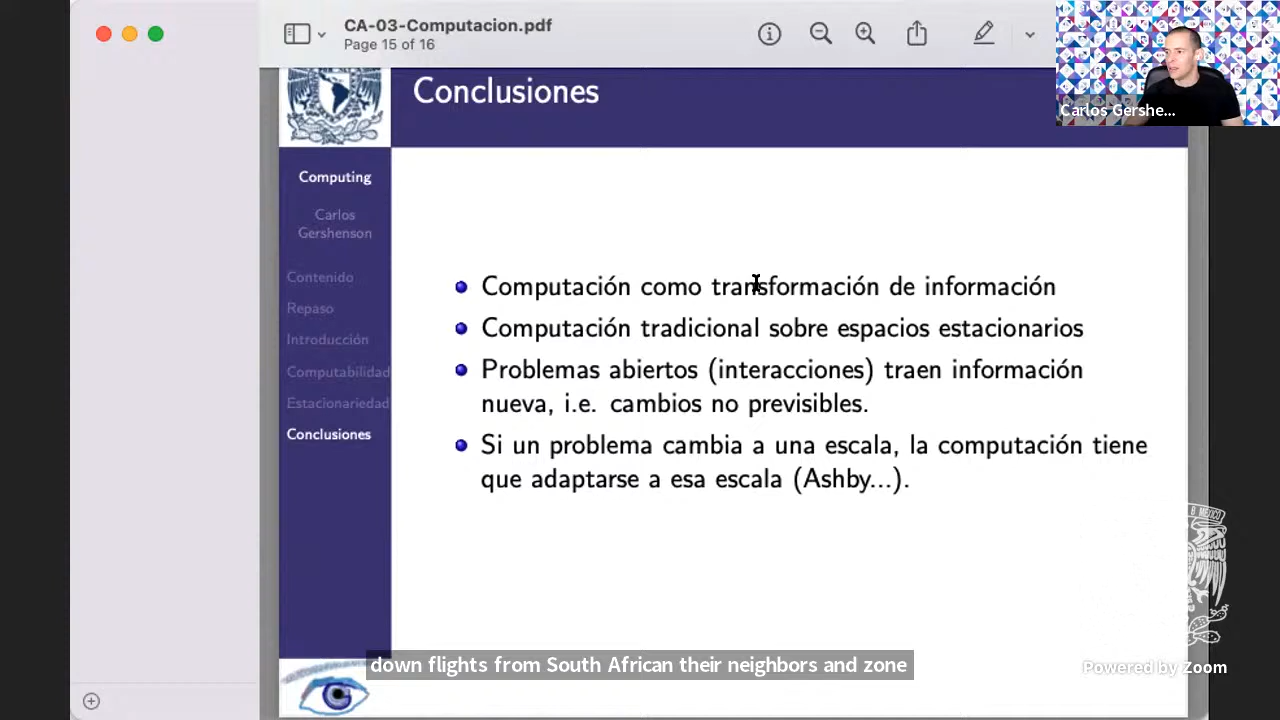 CA-03-Computacion.pdf
Page 15 of 16
Carlos Gershe...
Conclusiones
Computing
Carlos
Gershenson
Contenido
Repaso
Introducción
Computabilidad
Estacionariedad
Conclusiones
Computación como transformación de información
Computación tradicional sobre espacios estacionarios
Problemas abiertos (interacciones) traen información
nueva, i.e. cambios no previsibles.
Si un problema cambia a una escala, la computación tiene
que adaptarse a esa escala (Ashby...).
B MEXICO
down flights from South African their neighbors and zone
Powered by Zoom